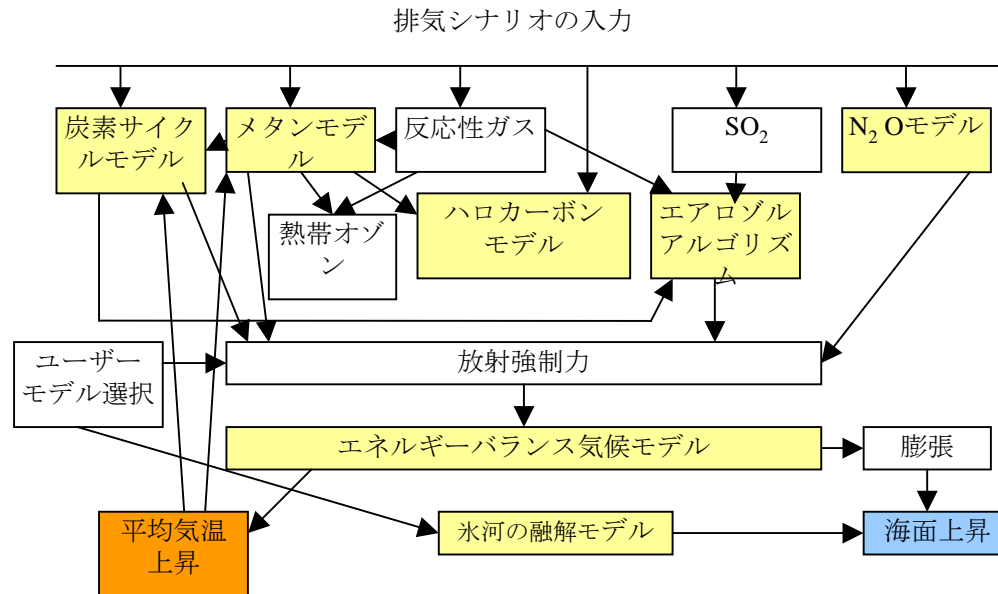 排気シナリオの入力
炭素サイク
ルモデル
メタンモデ
ル
反応性ガス
SO₂
N₂ Oモデル
熱帯オゾ
ン
ハロカーボン
モデル
エアロゾル
アルゴリズ
ム
ユーザー
モデル選択
放射強制力
エネルギーバランス気候モデル
膨張
平均気温
上昇
氷河の融解モデル
海面上昇